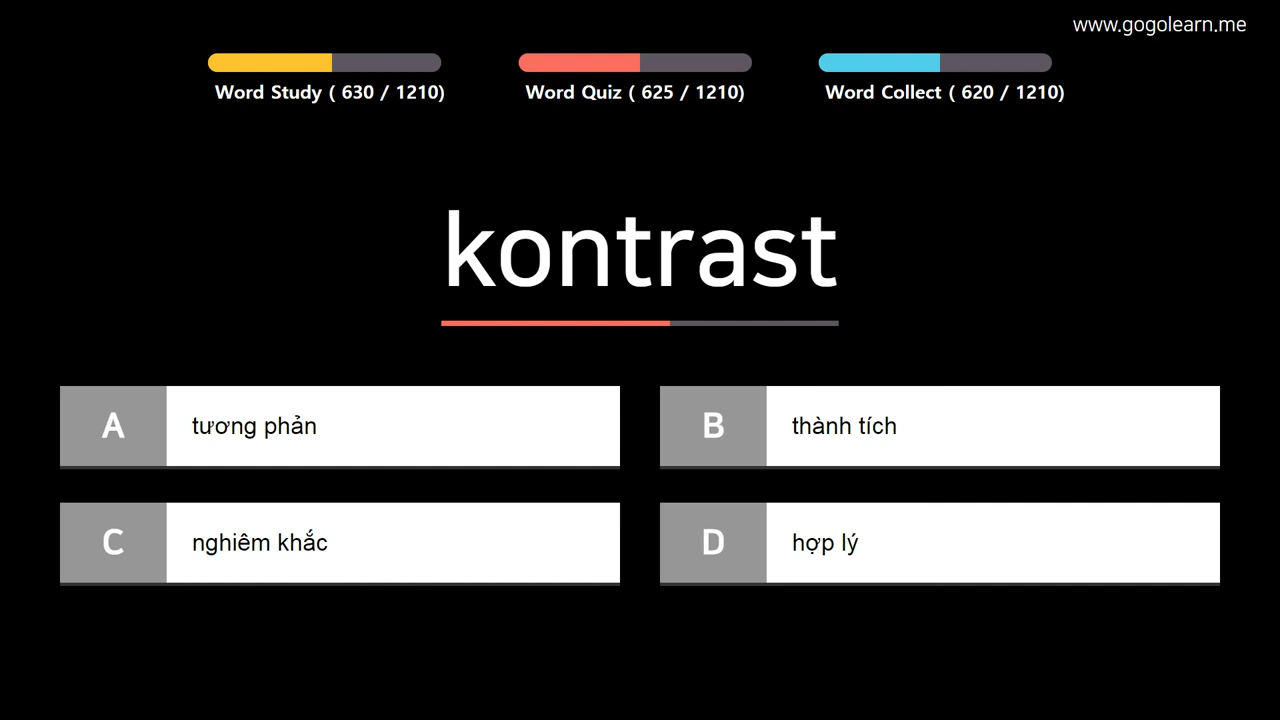 www.gogolearn.me
Word Study ( 630 / 1210)
Word Quiz ( 625 / 1210)
Word Collect ( 620 / 1210)
kontrast
A
tương phản
B
thành tích
C
nghiêm khắc
D
hợp lý